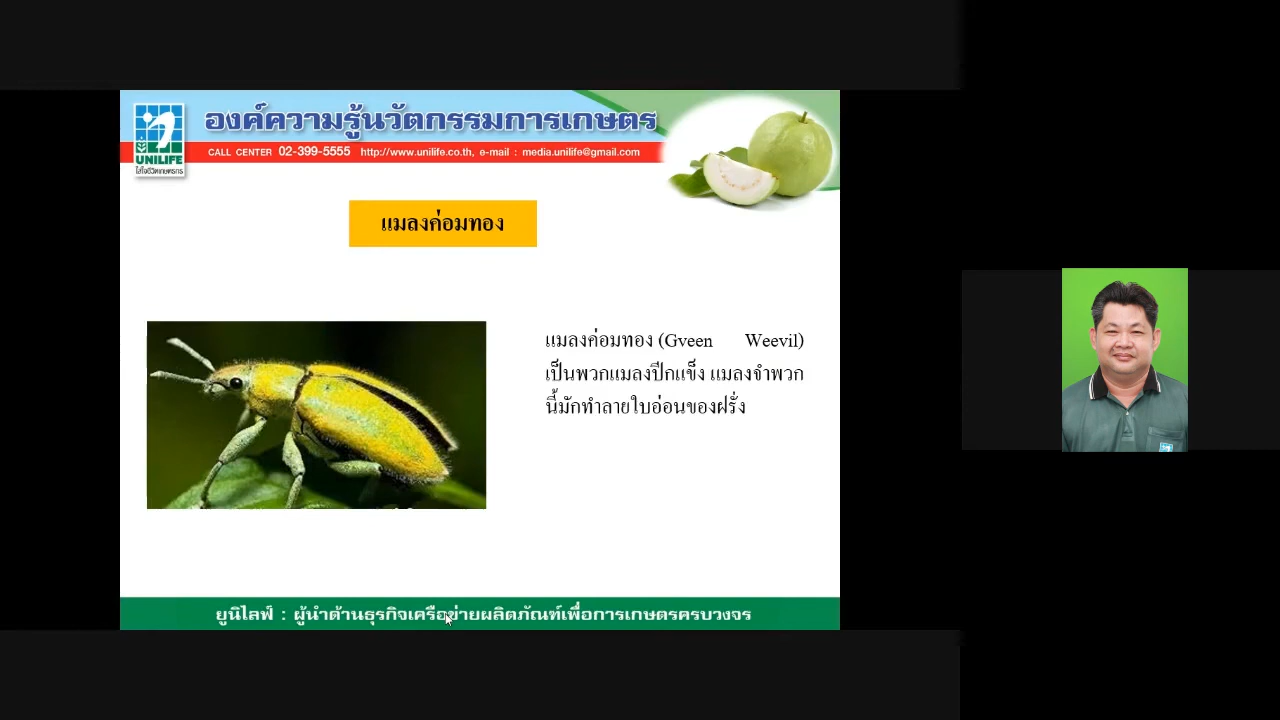 องค์ความรู้นวัตกรรมการเกษตร
UNILIFE
ใส่ใจชีวิตเกษตรกร
CALL CENTER 02-399-5555 http://www.unilife.co.th, e-mail : media.unilife@gmail.com
แมลงค่อมทอง
แมลงค่อมทอง (Gveen Weevil)
เป็นพวกแมลงปีกแข็ง แมลงจำพวก
นี้มักทำลายใบอ่อนของฝรั่ง
ยูนิไลฟ์ : ผู้นำด้านธุรกิจเครือข่ายผลิตภัณฑ์เพื่อการเกษตรครบวงจร